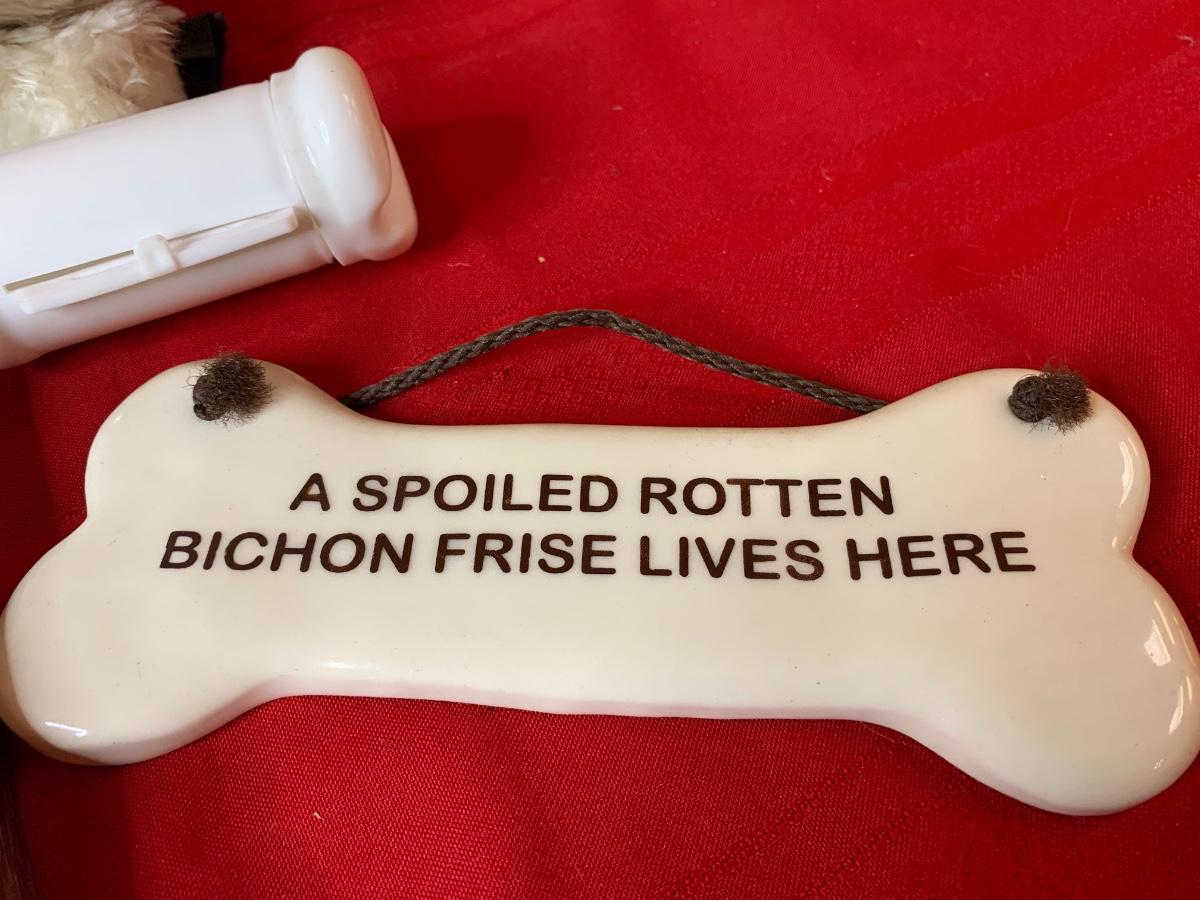 A SPOILED ROTTEN
BICHON FRISE LIVES HERE